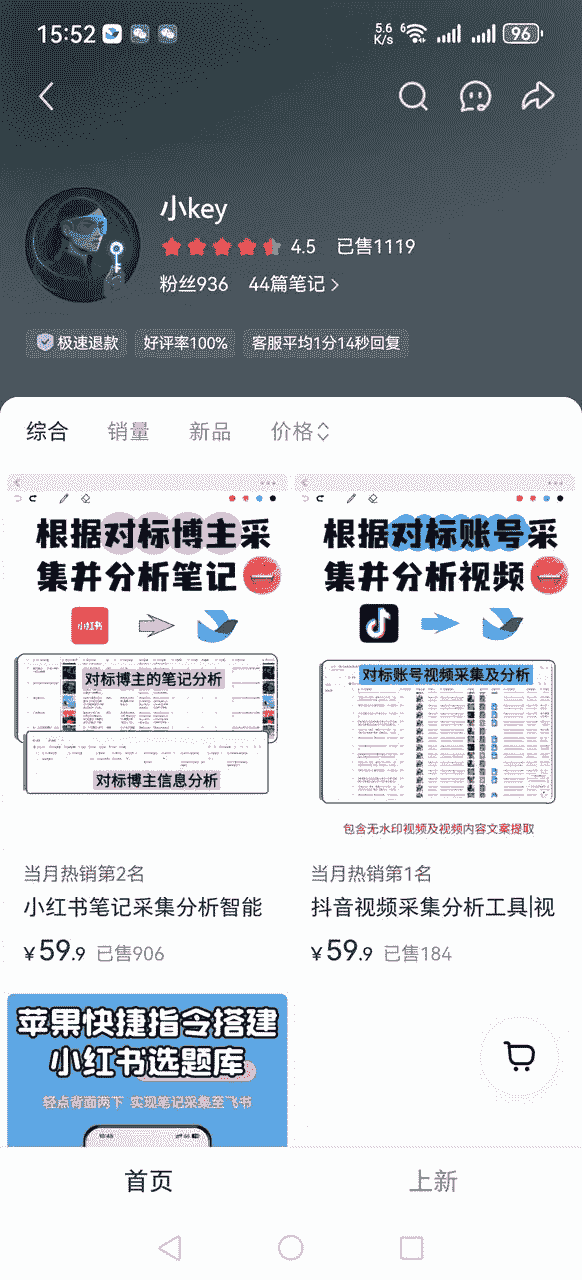 15:52
5.6
K/s
6
96
小key
4.5 已售1119
粉丝936 44篇笔记
极速退款 好评率100% 客服平均1分14秒回复
综合 销量 新品 价格
根据对标博主采
集并分析笔记
小红书
对标博主的笔记分析
对标博主信息分析
当月热销第2名
小红书笔记采集分析智能
¥59.9 已售906
根据对标账号采
集并分析视频
对标账号视频采集及分析
包含无水印视频及视频内容文案提取
当月热销第1名
抖音视频采集分析工具|视
¥59.9 已售184
苹果快捷指令搭建
小红书选题库
轻点背面两下 实现笔记采集至飞书
首页 上新